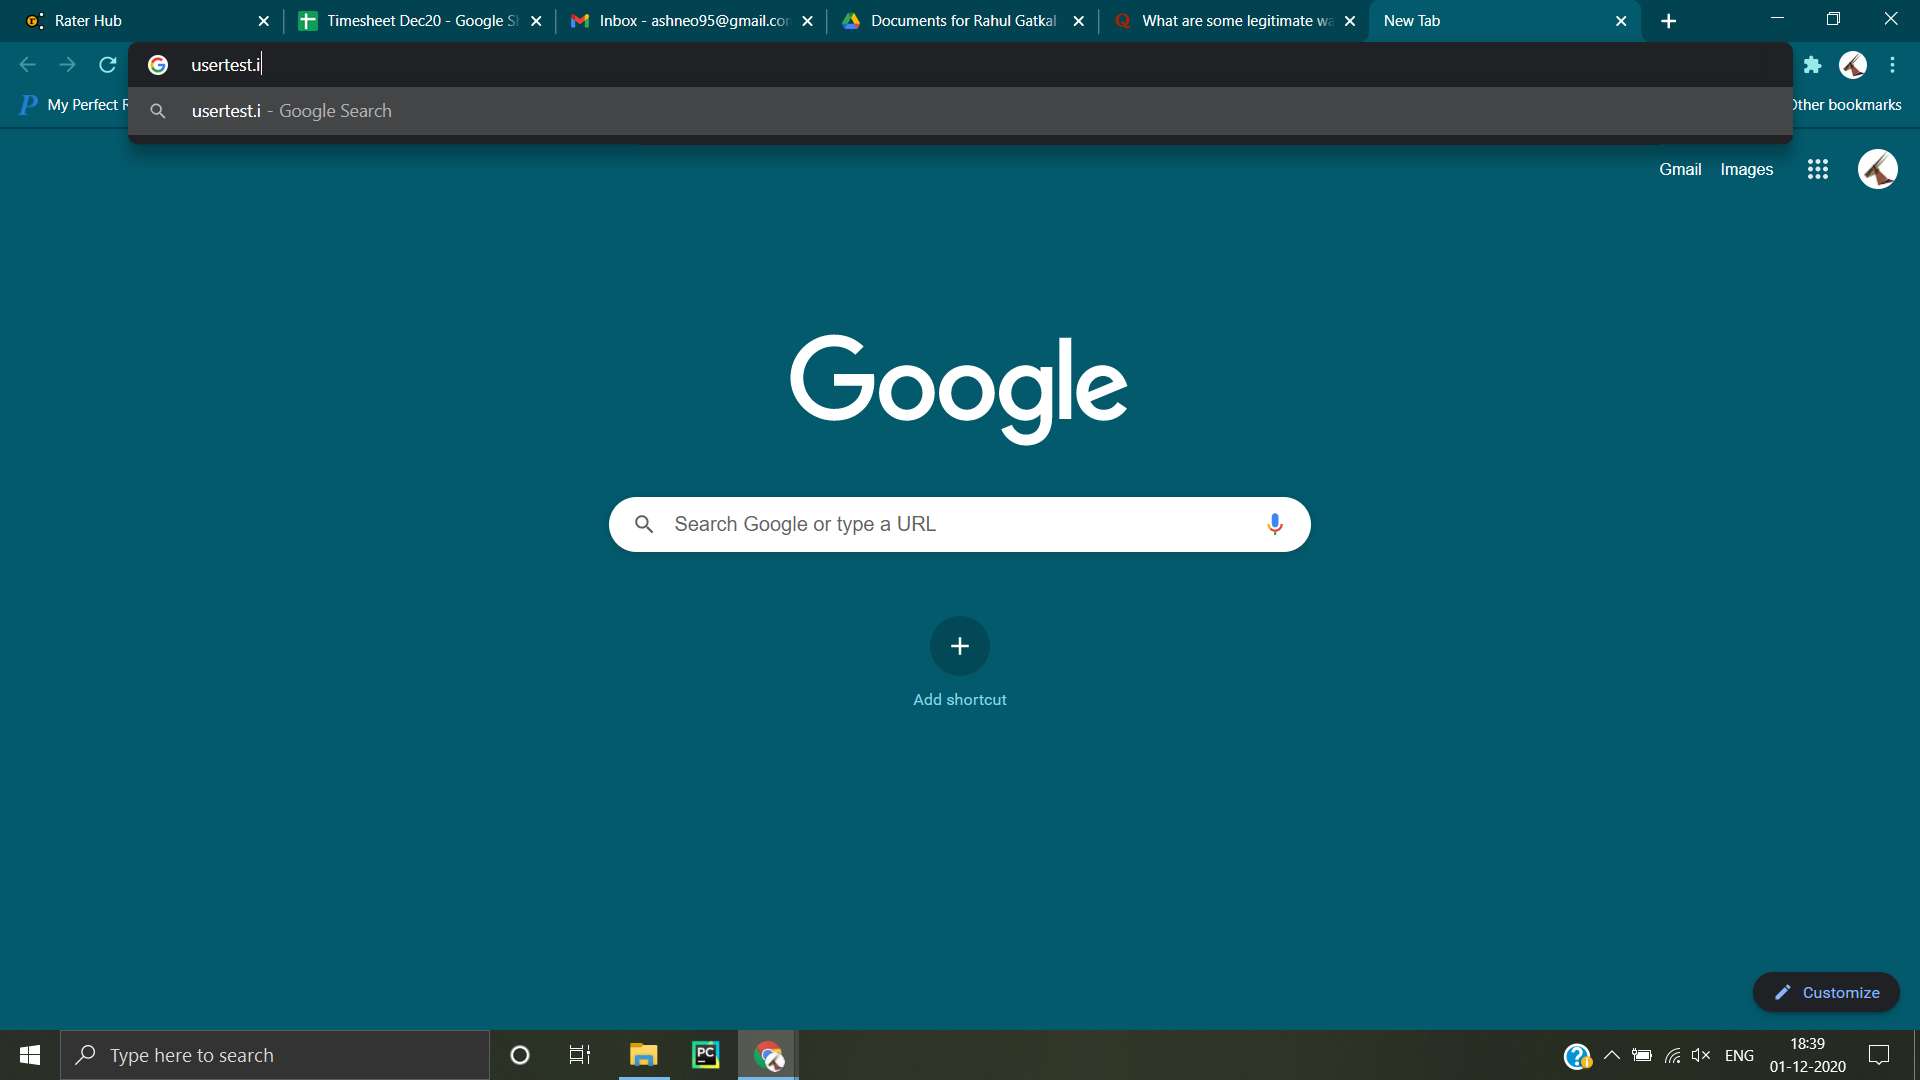 Rater Hub
Timesheet Dec20 - Google S
Inbox - ashneo95@gmail.co
Documents for Rahul Gatkal
What are some legitimate wa
New Tab
usertest.i
usertest.i - Google Search
My Perfect R
Other bookmarks
Gmail Images
Google
Search Google or type a URL
Add shortcut
Customize
Type here to search
PC
ENG
18:39
01-12-2020